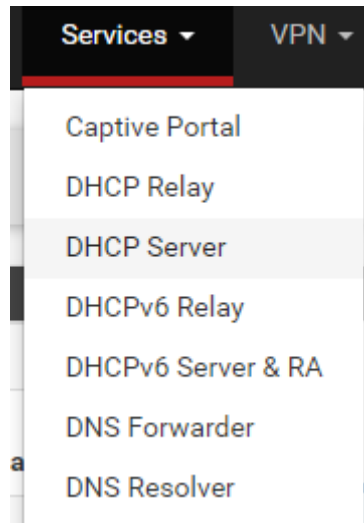 Services VPN
Captive Portal
DHCP Relay
DHCP Server
DHCPv6 Relay
DHCPv6 Server & RA
DNS Forwarder
a
DNS Resolver